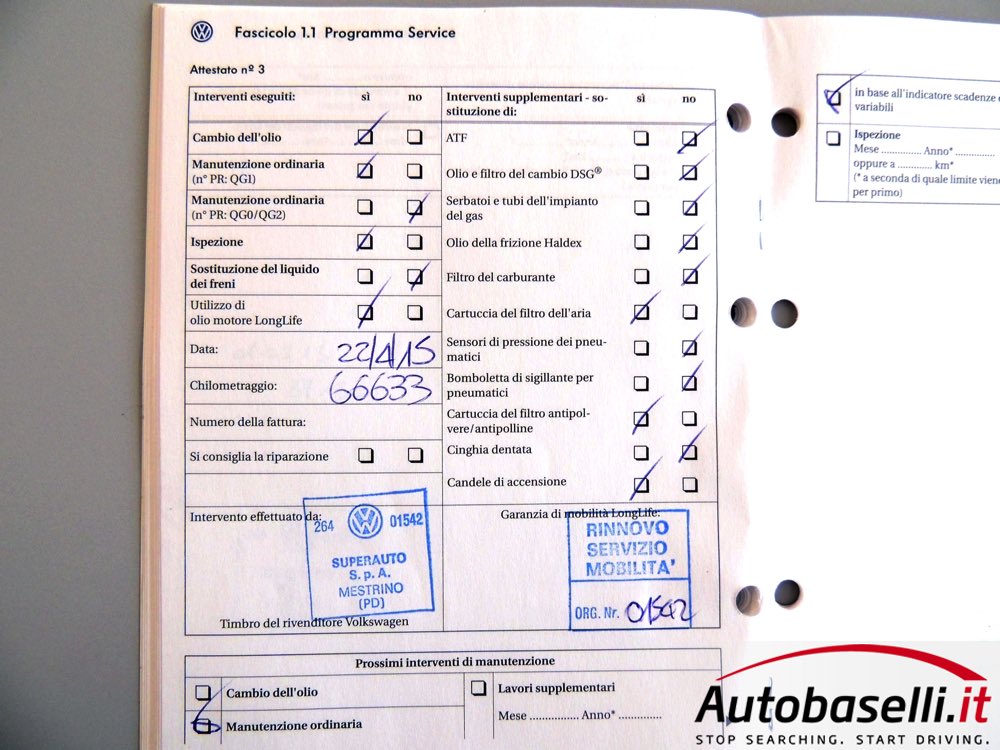 Fascicolo 1.1 Programma Service
Attestato nº 3
Interventi eseguiti: sì no
Cambio dell'olio
Manutenzione ordinaria
(n° PR: QG1)
Manutenzione ordinaria
(n° PR: QG0/QG2)
Ispezione
Sostituzione del liquido
dei freni
Utilizzo di
olio motore LongLife
Data: 22/4/15
Chilometraggio: 66633
Numero della fattura:
Si consiglia la riparazione
Interventi supplementari - so-
stituzione di: sì no
ATF
Olio e filtro del cambio DSG®
Serbatoi e tubi dell'impianto
del gas
Olio della frizione Haldex
Filtro del carburante
Cartuccia del filtro dell'aria
Sensori di pressione dei pneu-
matici
Bomboletta di sigillante per
pneumatici
Cartuccia del filtro antipol-
vere/antipolline
Cinghia dentata
Candele di accensione
Intervento effettuato da:
264 01542
SUPERAUTO
S.p.A.
MESTRINO
(PD)
Timbro del rivenditore Volkswagen
Garanzia di mobilità LongLife:
RINNOVO
SERVIZIO
MOBILITA'
ORG. Nr. 01542
Prossimi interventi di manutenzione
Cambio dell'olio
Manutenzione ordinaria
Lavori supplementari
Mese ................ Anno* ..............
in base all'indicatore scadenze
variabili
Ispezione
Mese .............. Anno* ..............
oppure a ............ km*
(* a seconda di quale limite viene
per primo)
Autobaselli.it
STOP SEARCHING. START DRIVING.